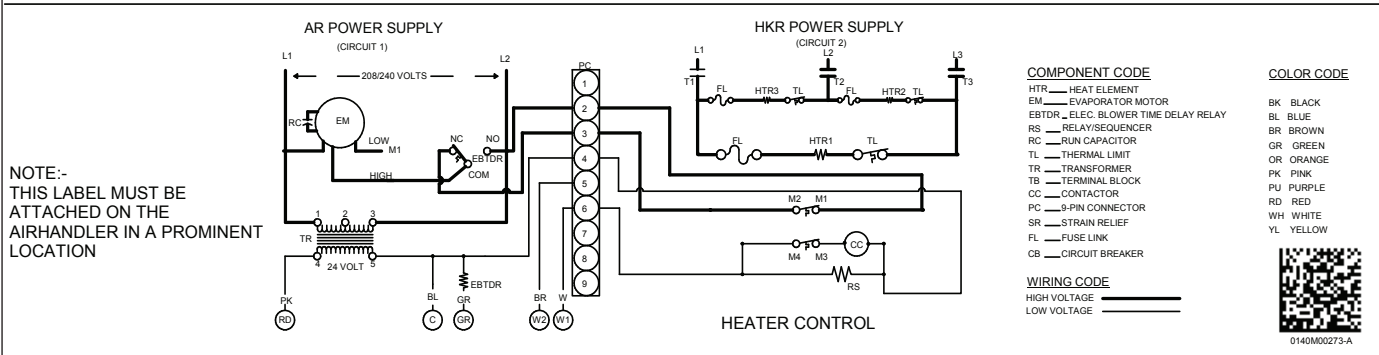 AR POWER SUPPLY
(CIRCUIT 1)
L1
L2
208/240 VOLTS
RC
EM
LOW
M1
HIGH
NC
NO
EBTDR
COM
NOTE:-
THIS LABEL MUST BE
ATTACHED ON THE
AIRHANDLER IN A PROMINENT
LOCATION
1
2
3
TR
4
24 VOLT
5
EBTDR
PK
BL
GR
BR
W
RD
C
GR
W2
W1
PC
1
2
3
4
5
6
7
8
9
HKR POWER SUPPLY
(CIRCUIT 2)
L1
L2
L3
T1
T2
T3
FL
HTR3
TL
FL
HTR2
TL
FL
HTR1
TL
M2
M1
M4
M3
CC
RS
HEATER CONTROL
COMPONENT CODE
HTR HEAT ELEMENT
EM EVAPORATOR MOTOR
EBTDR ELEC. BLOWER TIME DELAY RELAY
RS RELAY/SEQUENCER
RC RUN CAPACITOR
TL THERMAL LIMIT
TR TRANSFORMER
TB TERMINAL BLOCK
CC CONTACTOR
PC 9-PIN CONNECTOR
SR STRAIN RELIEF
FL FUSE LINK
CB CIRCUIT BREAKER
WIRING CODE
HIGH VOLTAGE
LOW VOLTAGE
COLOR CODE
BK BLACK
BL BLUE
BR BROWN
GR GREEN
OR ORANGE
PK PINK
PU PURPLE
RD RED
WH WHITE
YL YELLOW
0140M00273-A